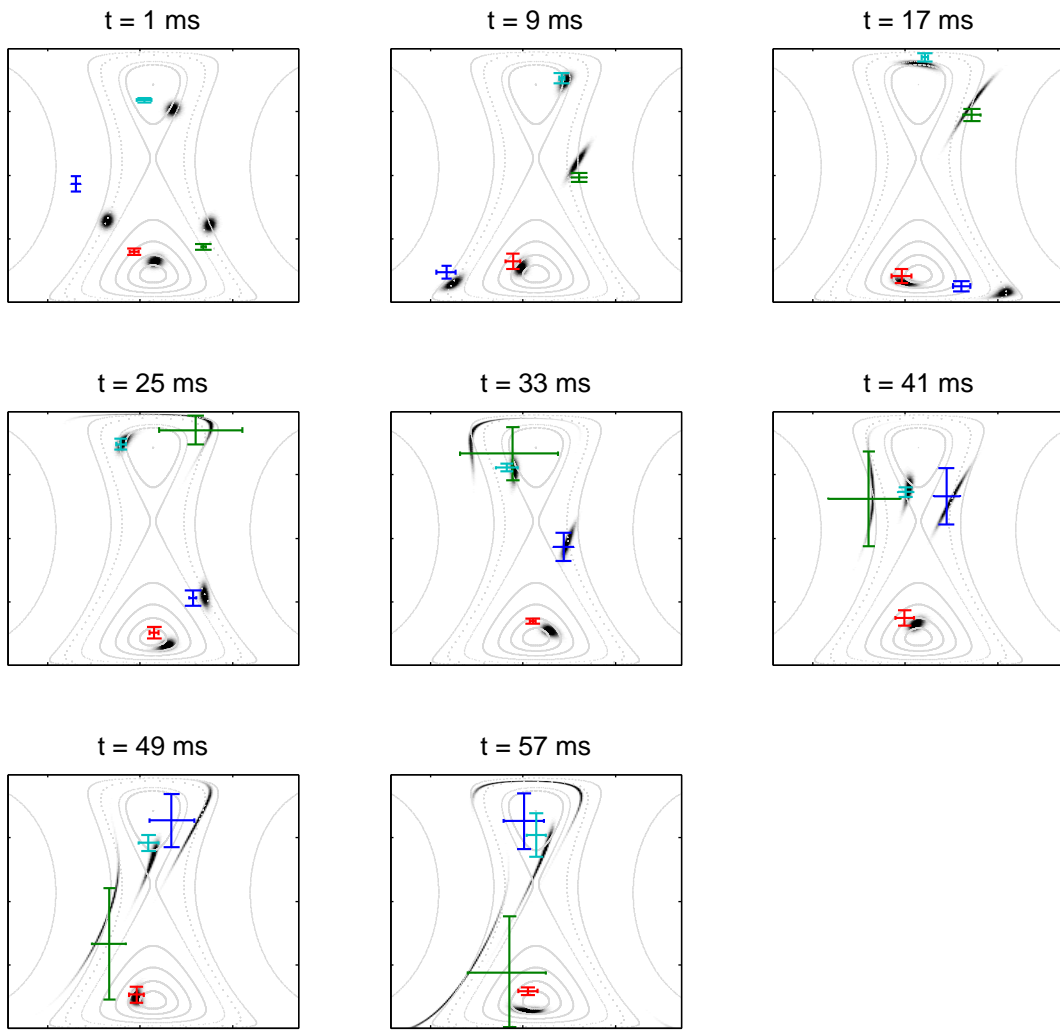 t = 1 ms
t = 9 ms
t = 17 ms
t = 25 ms
t = 33 ms
t = 41 ms
t = 49 ms
t = 57 ms